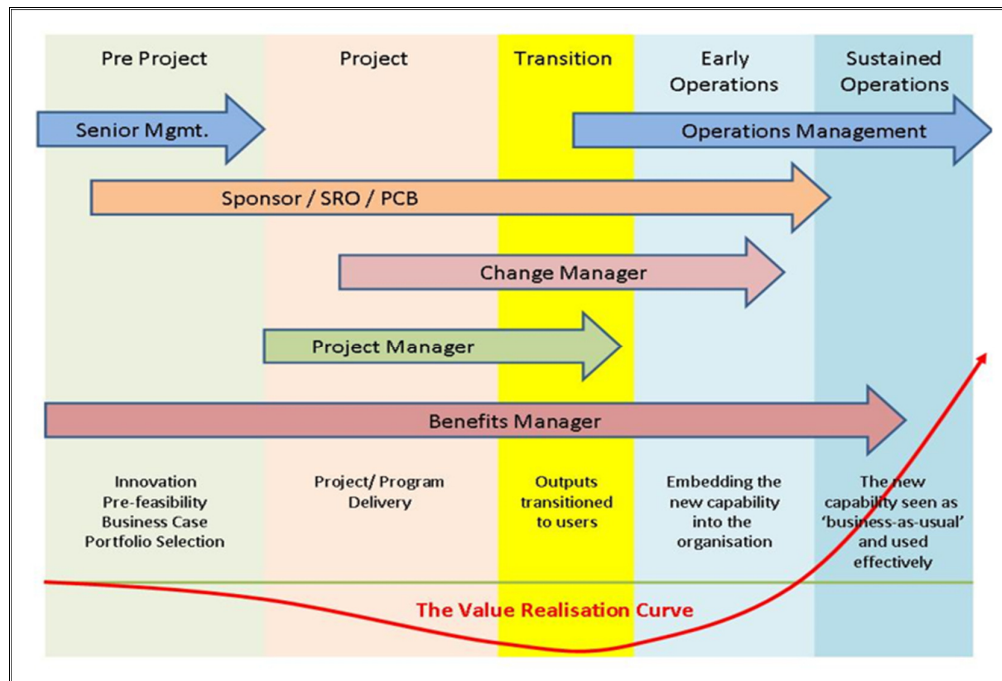 Pre Project
Project
Transition
Early
Operations
Sustained
Operations
Senior Mgmt.
Operations Management
Sponsor / SRO / PCB
Change Manager
Project Manager
Benefits Manager
Innovation
Pre-feasibility
Business Case
Portfolio Selection
Project/ Program
Delivery
Outputs
transitioned
to users
Embedding the
new capability
into the
organisation
The new
capability seen as
‘business-as-usual’
and used
effectively
The Value Realisation Curve